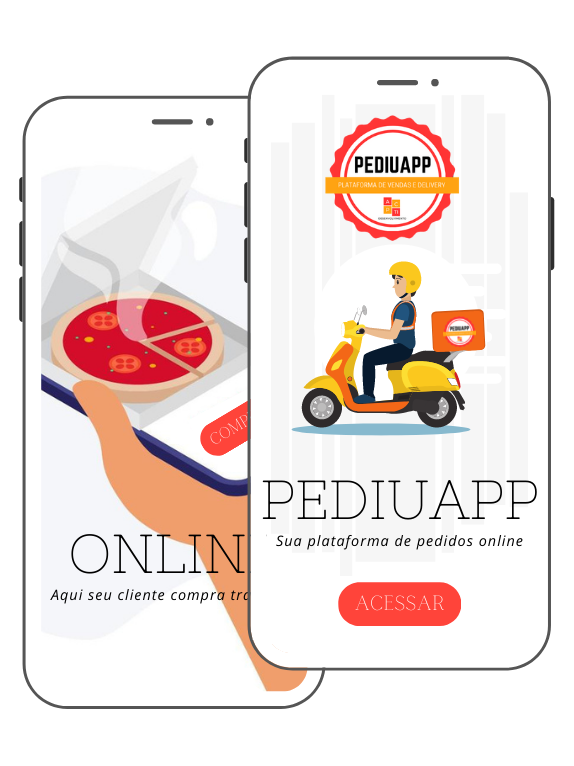 PEDIUAPP
PLATAFORMA DE VENDAS E DELIVERY
DESENVOLVIMENTO
PEDIUAPP
COMP
ONLIN
Aqui seu cliente compra tra
PEDIUAPP
Sua plataforma de pedidos online
ACESSAR